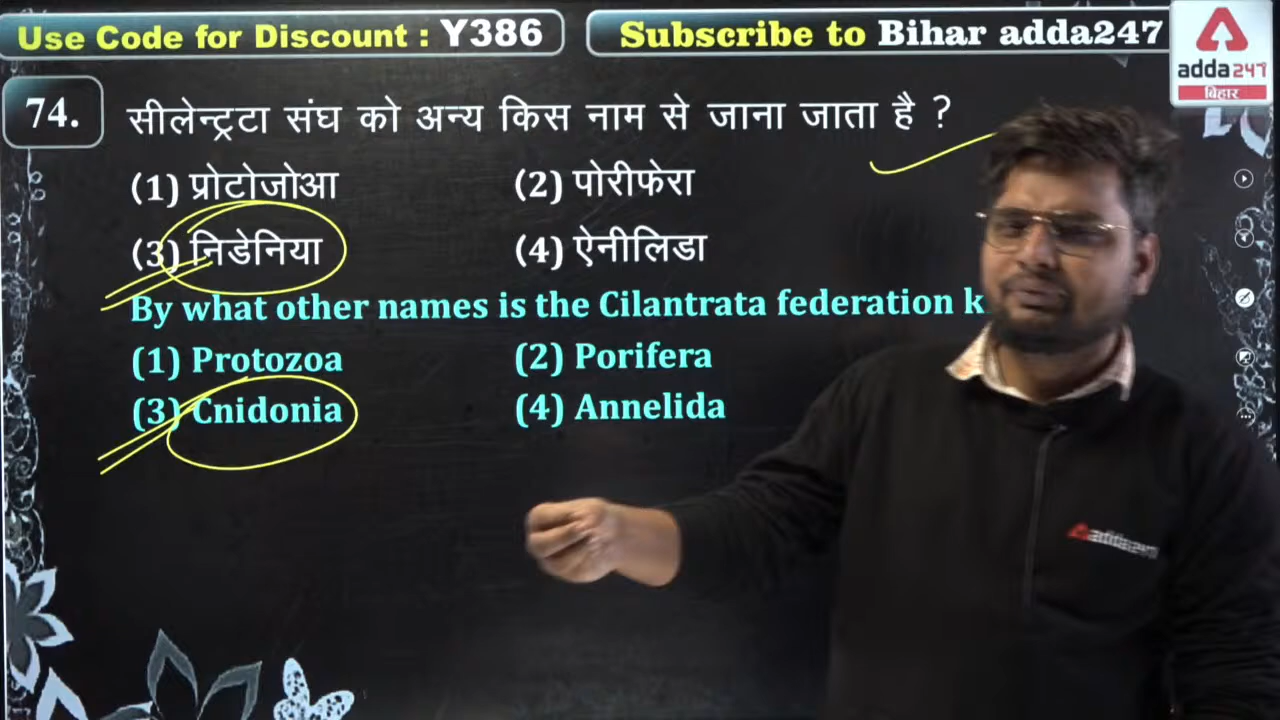 Use Code for Discount : Y386
Subscribe to Bihar adda247
adda247
बिहार
74. सीलेन्ट्रटा संघ को अन्य किस नाम से जाना जाता है ?
(1) प्रोटोजोआ (2) पोरीफेरा
(3) निडेनिया (4) ऐनीलिडा
By what other names is the Cilantrata federation k
(1) Protozoa (2) Porifera
(3) Cnidonia (4) Annelida
adda247